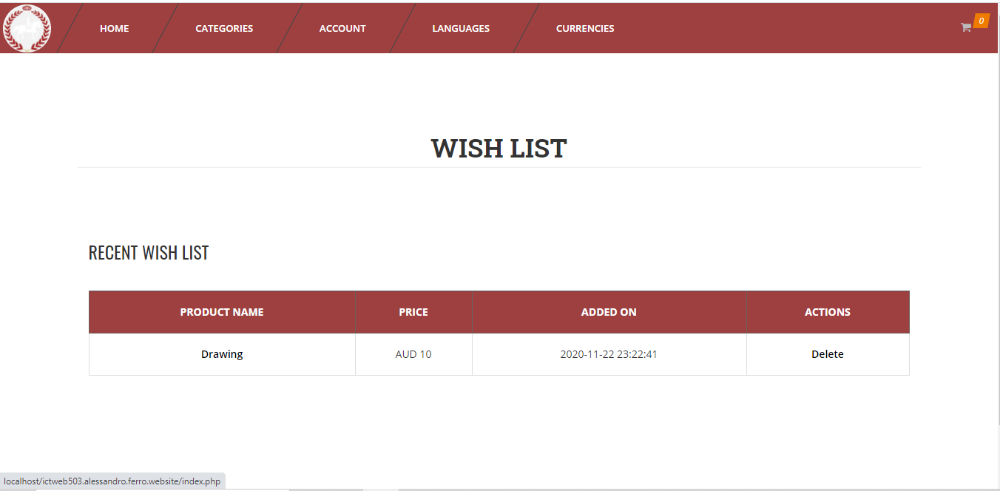 HOME CATEGORIES ACCOUNT LANGUAGES CURRENCIES 0
WISH LIST
RECENT WISH LIST
PRODUCT NAME PRICE ADDED ON ACTIONS
Drawing AUD 10 2020-11-22 23:22:41 Delete
localhost/ictweb503.alessandro.ferro.website/index.php